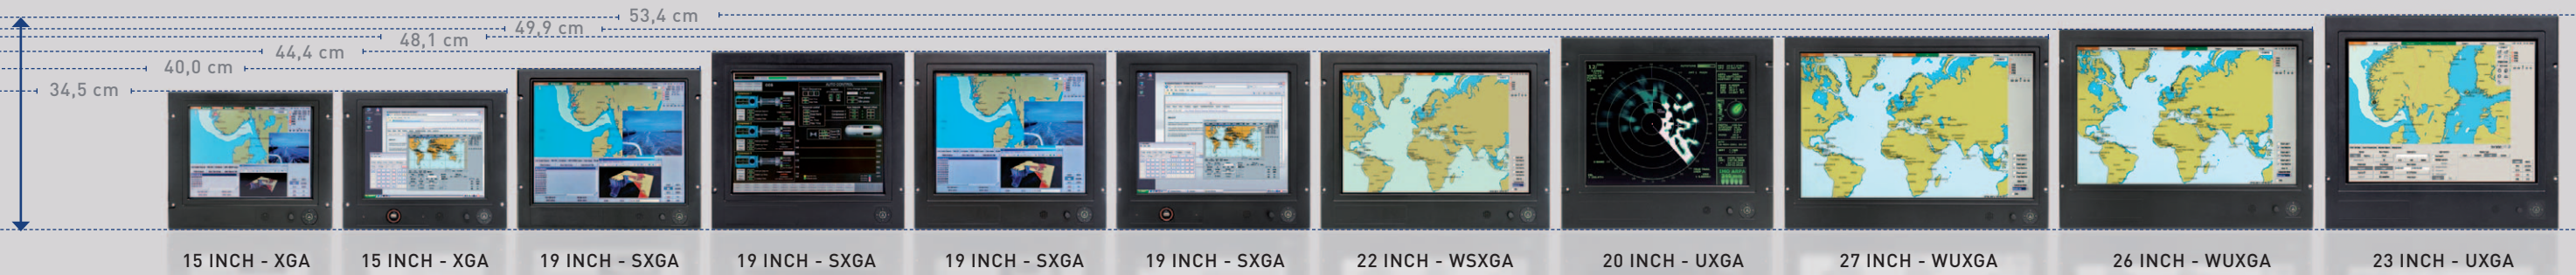 53,4 cm
49,9 cm
48,1 cm
44,4 cm
40,0 cm
34,5 cm
15 INCH - XGA
15 INCH - XGA
19 INCH - SXGA
19 INCH - SXGA
19 INCH - SXGA
19 INCH - SXGA
22 INCH - WSXGA
20 INCH - UXGA
27 INCH - WUXGA
26 INCH - WUXGA
23 INCH - UXGA